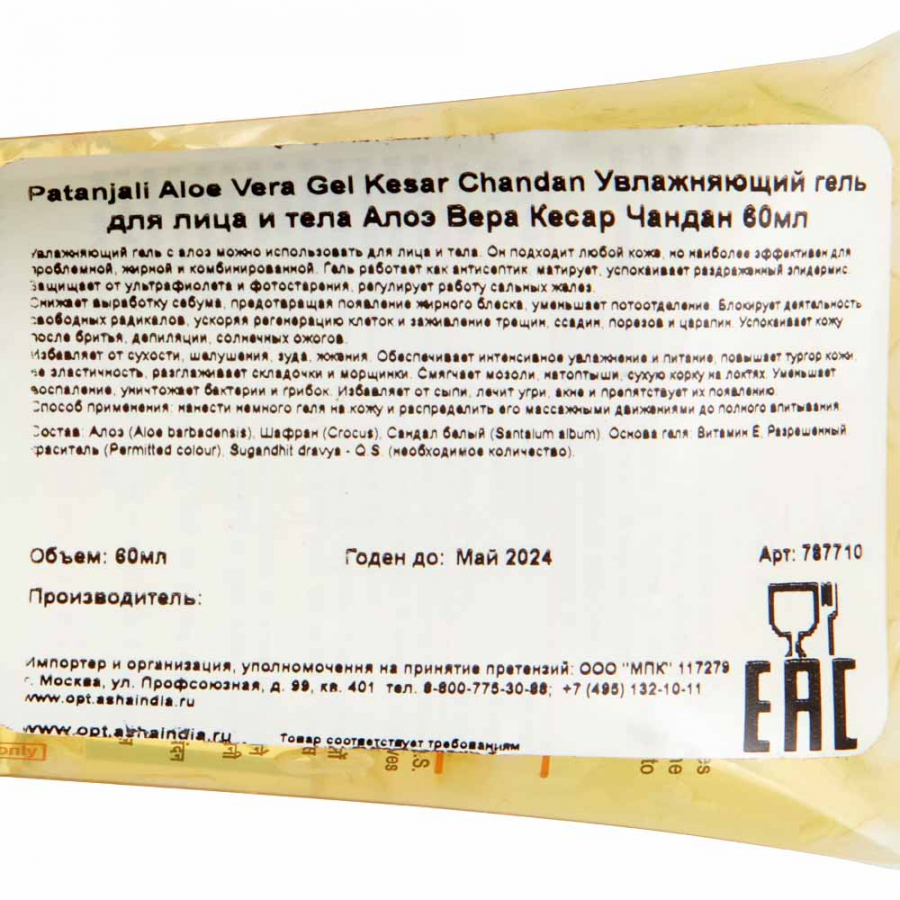 Patanjali Aloe Vera Gel Kesar Chandan Увлажняющий гель
для лица и тела Алоэ Вера Кесар Чандан 60мл
Увлажняющий гель с алоэ можно использовать для лица и тела. Он подходит любой коже, но наиболее эффективен для
проблемной, жирной и комбинированной. Гель работает как антисептик, матирует, успокаивает раздраженный эпидермис.
Защищает от ультрафиолета и фотостарения, регулирует работу сальных желез.
Снижает выработку себума, предотаращая появление жирного блеска, уменьшает потоотделение. Блокирует деятельность
свободных радикалов, ускоряя регенерацию клеток и заживление трещин, ссадин, порезов и царапин. Успокаивает кожу
после бритья, депиляции, солнечных ожогов.
Избавляет от сухости, шелушения, зуда, жжения. Обеспечивает интенсивное увлажнение и питание, повышает тургор кожи,
ее эластичность, разглаживает складочки и морщинки. Смягчает мозоли, натоптыши, сухую корку на локтях. Уменьшает
воспаление, уничтожает бактерии и грибок. Избавляет от сыпи, лечит угри, акне и препятствует их появлению.
Способ применения: нанести немного геля на кожу и распределить его массажными движениями до полного впитывания.
Состав: Алоэ (Aloe barbadensis), Шафран (Crocus), Сандал белый (Santalum album). Основа геля: Витамин Е, Разрешенный
краситель (Permitted colour), Sugandhit dravya - Q.S. (необходимое количество).
Объем: 60мл Годен до: Май 2024 Арт: 787710
Производитель:
Импортер и организация, уполномоченная на принятие претензий: ООО "МПК" 117279
г. Москва, ул. Профсоюзная, д. 99, кв. 401 тел. 8-800-775-30-88; +7 (495) 132-10-11
www.opt.ashaindia.ru
www.opt.ashaindia.ru Товар соответствует требованиям
EAC
only